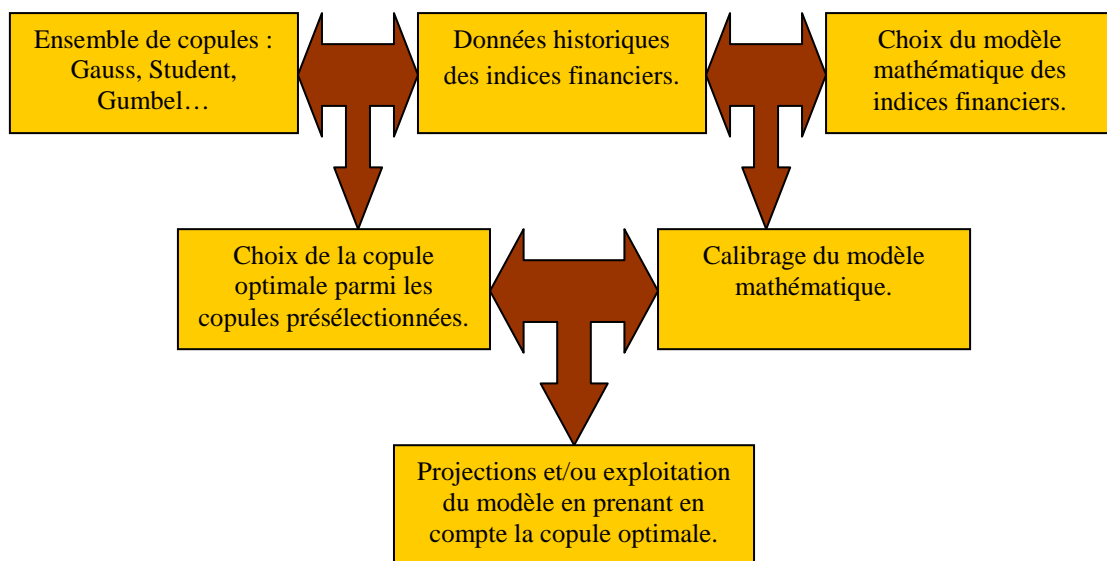 Ensemble de copules :
Gauss, Student,
Gumbel…
Données historiques
des indices financiers.
Choix du modèle
mathématique des
indices financiers.
Choix de la copule
optimale parmi les
copules présélectionnées.
Calibrage du modèle
mathématique.
Projections et/ou exploitation
du modèle en prenant en
compte la copule optimale.